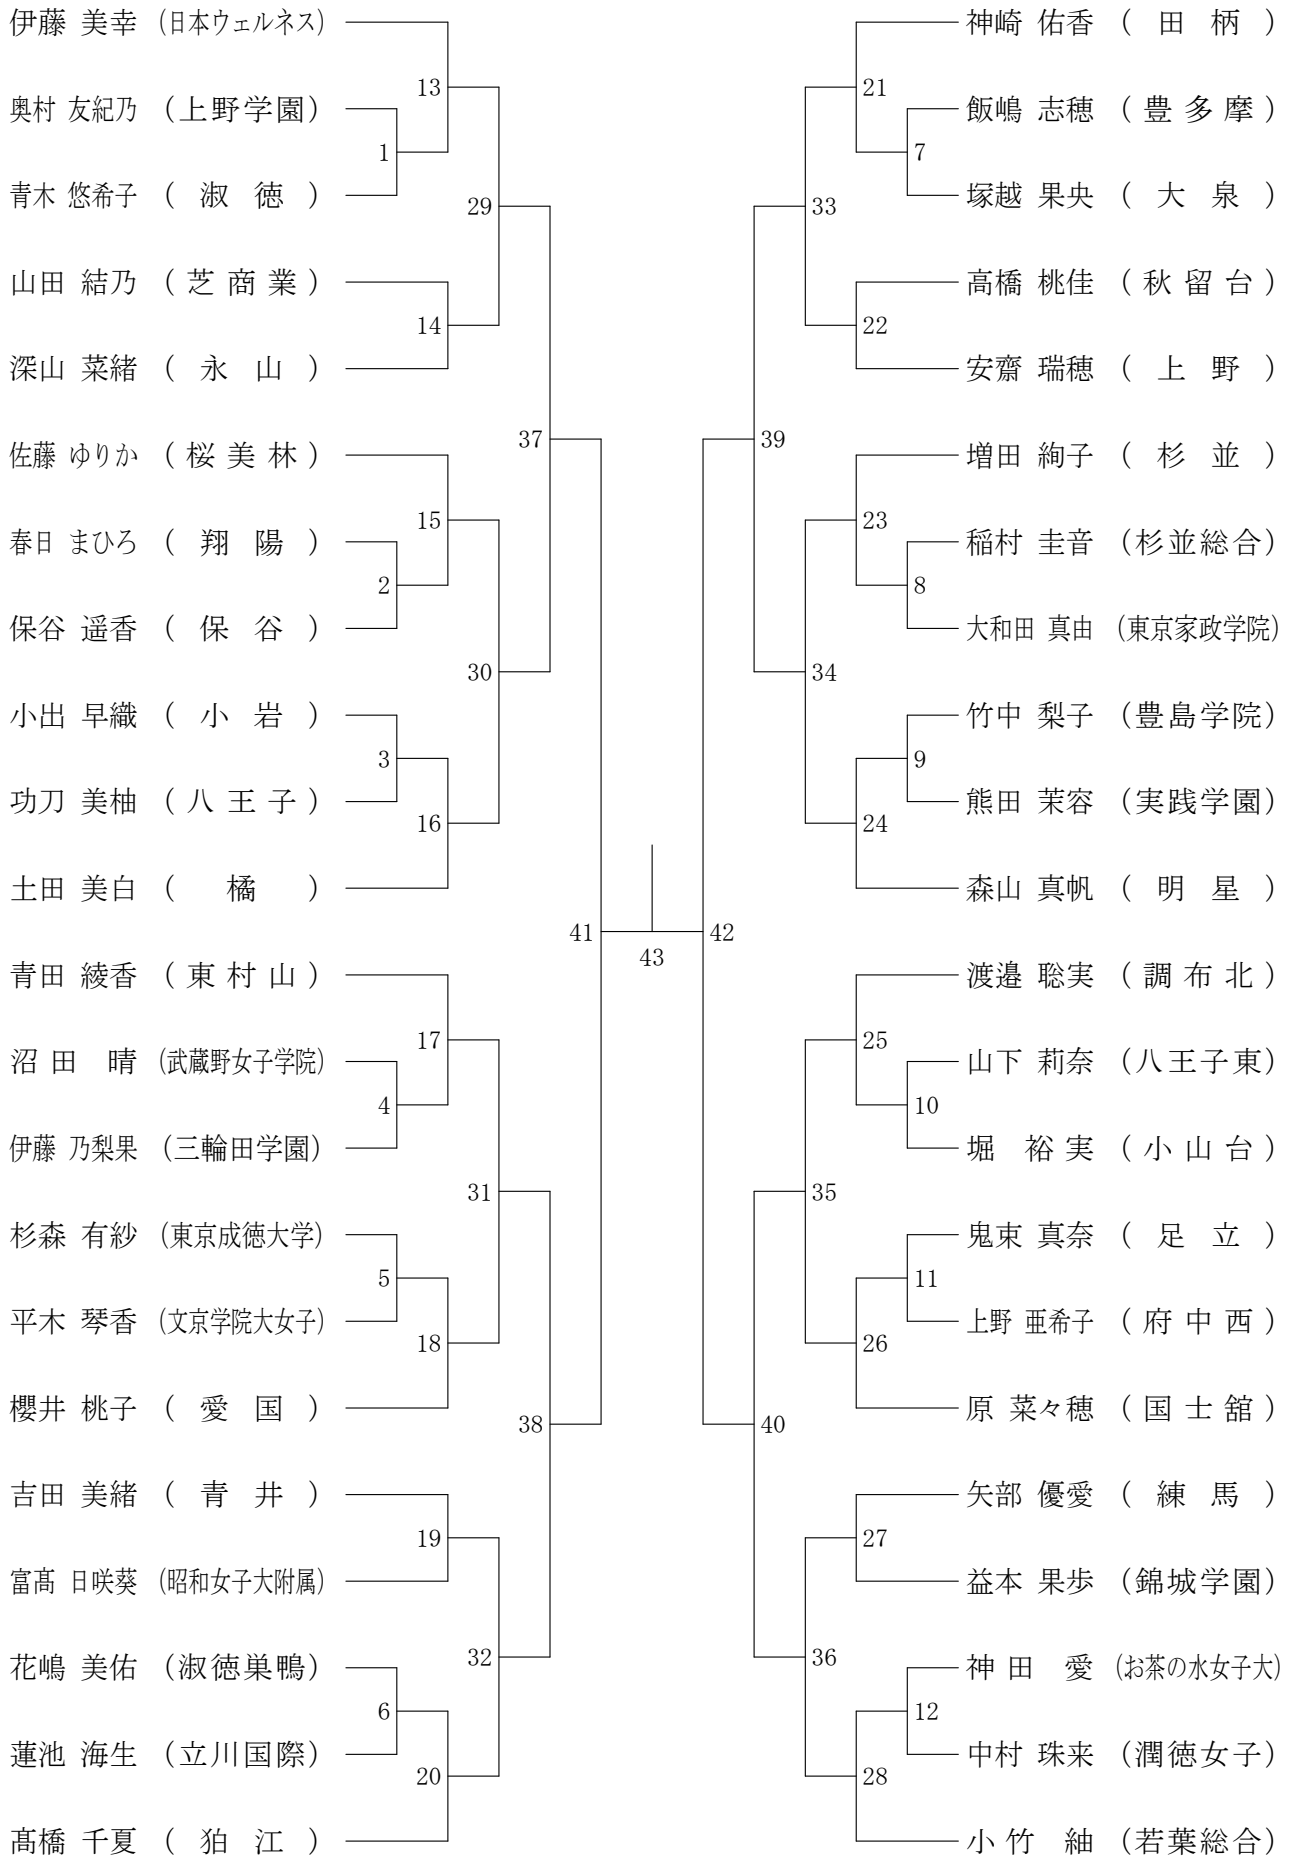 伊藤 美幸 (日本ウェルネス)
13
奥村 友紀乃 (上野学園)
1
青木 悠希子 (淑徳)
29
山田 結乃 (芝商業)
14
深山 菜緒 (永山)
37
佐藤 ゆりか (桜美林)
15
春日 まひろ (翔陽)
2
保谷 遥香 (保谷)
30
小出 早織 (小岩)
3
功刀 美柚 (八王子)
16
土田 美白 (橘)
41
青田 綾香 (東村山)
17
沼田 晴 (武蔵野女子学院)
4
伊藤 乃梨果 (三輪田学園)
31
杉森 有紗 (東京成徳大学)
5
平木 琴香 (文京学院大女子)
18
櫻井 桃子 (愛国)
38
吉田 美緒 (青井)
19
富髙 日咲葵 (昭和女子大附属)
32
花嶋 美佑 (淑徳巣鴨)
6
蓮池 海生 (立川国際)
20
髙橋 千夏 (狛江)
43
神崎 佑香 (田柄)
21
飯嶋 志穂 (豊多摩)
7
塚越 果央 (大泉)
33
高橋 桃佳 (秋留台)
22
安齋 瑞穂 (上野)
39
増田 絢子 (杉並)
23
稲村 圭音 (杉並総合)
8
大和田 真由 (東京家政学院)
34
竹中 梨子 (豊島学院)
9
熊田 茉容 (実践学園)
24
森山 真帆 (明星)
42
渡邉 聡実 (調布北)
25
山下 莉奈 (八王子東)
10
堀 裕実 (小山台)
35
鬼束 真奈 (足立)
11
上野 亜希子 (府中西)
26
原 菜々穂 (国士舘)
40
矢部 優愛 (練馬)
27
益本 果歩 (錦城学園)
36
神田 愛 (お茶の水女子大)
12
中村 珠来 (潤徳女子)
28
小竹 紬 (若葉総合)